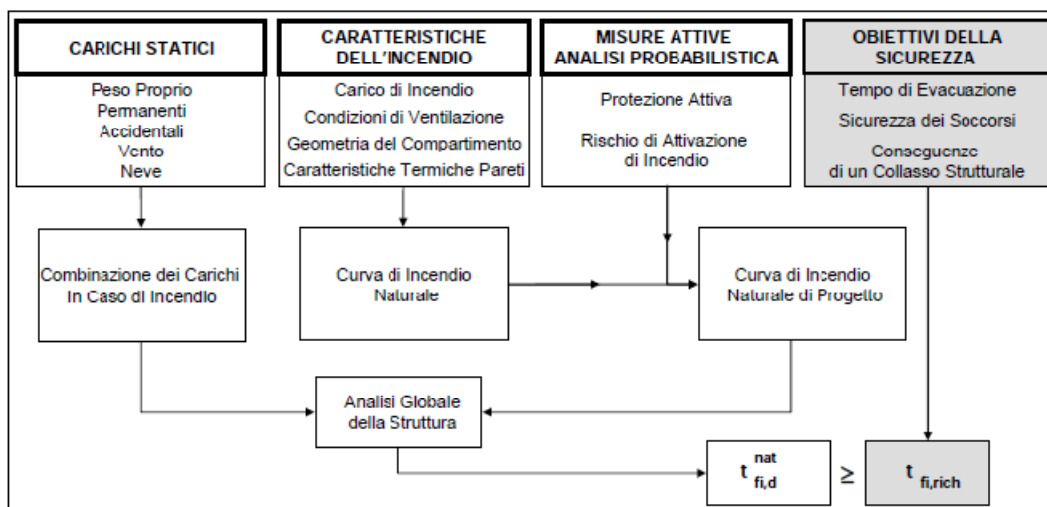 CARICHI STATICI
Peso Proprio
Permanenti
Accidentali
Vento
Neve
CARATTERISTICHE
DELL'INCENDIO
Carico di Incendio
Condizioni di Ventilazione
Geometria del Compartimento
Caratteristiche Termiche Pareti
MISURE ATTIVE
ANALISI PROBABILISTICA
Protezione Attiva
Rischio di Attivazione
di Incendio
OBIETTIVI DELLA
SICUREZZA
Tempo di Evacuazione
Sicurezza dei Soccorsi
Conseguenze
di un Collasso Strutturale
Combinazione dei Carichi
In Caso di Incendio
Curva di Incendio
Naturale
Curva di Incendio
Naturale di Progetto
Analisi Globale
della Struttura
t nat fi,d ≥ t fi,rich